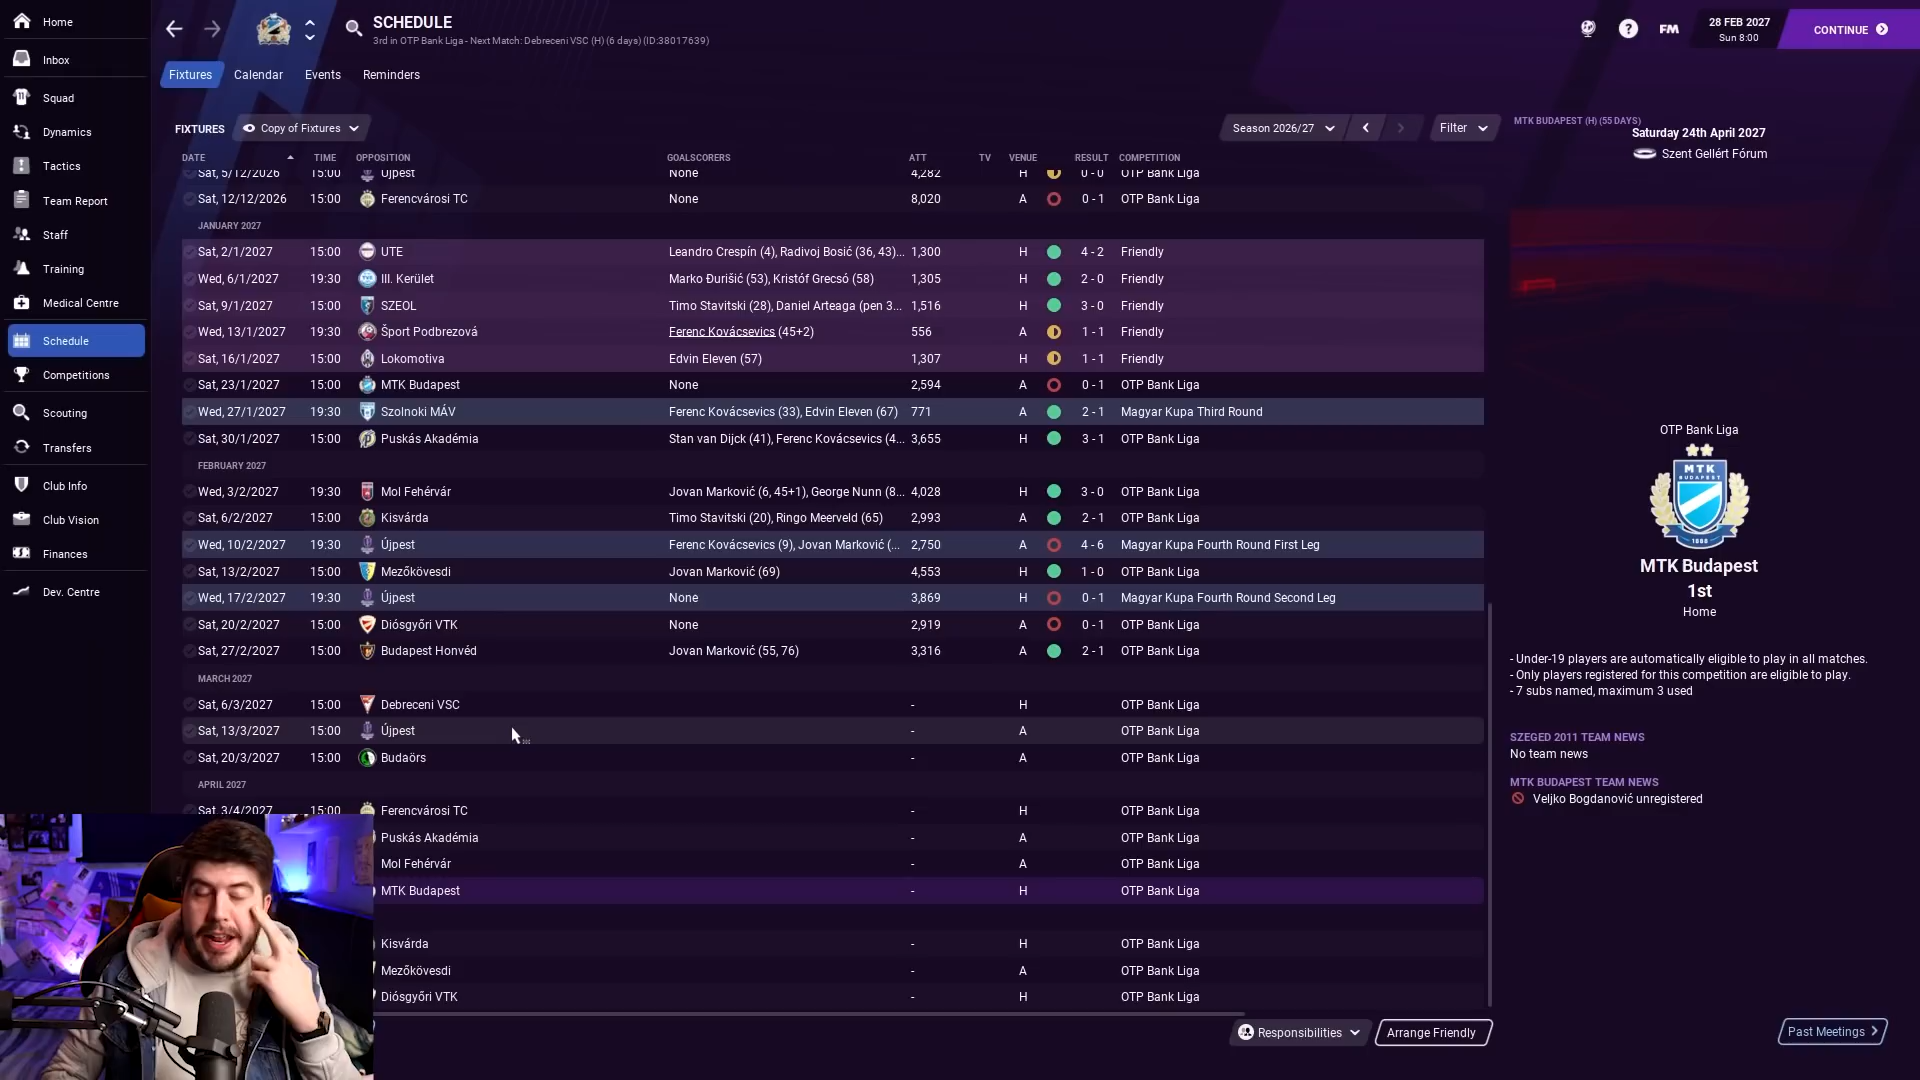 Home
Inbox
Squad
Dynamics
Tactics
Team Report
Staff
Training
Medical Centre
Schedule
Competitions
Scouting
Transfers
Club Info
Club Vision
Finances
Dev. Centre
SCHEDULE
3rd in OTP Bank Liga - Next Match: Debreceni VSC (H) (6 days) (ID:38017639)
FM
28 FEB 2027
Sun 8:00
CONTINUE
Fixtures Calendar Events Reminders
FIXTURES Copy of Fixtures Season 2026/27 Filter
DATE TIME OPPOSITION GOALSCORERS ATT TV VENUE RESULT COMPETITION
Sat, 5/12/2026 15:00 Újpest None 4,282 H 0 - 0 OTP Bank Liga
Sat, 12/12/2026 15:00 Ferencvárosi TC None 8,020 A 0 - 1 OTP Bank Liga
JANUARY 2027
Sat, 2/1/2027 15:00 UTE Leandro Crespín (4), Radivoj Bosić (36, 43)... 1,300 H 4 - 2 Friendly
Wed, 6/1/2027 19:30 III. Kerület Marko Đurišić (53), Kristóf Grecsó (58) 1,305 H 2 - 0 Friendly
Sat, 9/1/2027 15:00 SZEOL Timo Stavitski (28), Daniel Arteaga (pen 3... 1,516 H 3 - 0 Friendly
Wed, 13/1/2027 19:30 Šport Podbrezová Ferenc Kovácsevics (45+2) 556 A 1 - 1 Friendly
Sat, 16/1/2027 15:00 Lokomotiva Edvin Eleven (57) 1,307 H 1 - 1 Friendly
Sat, 23/1/2027 15:00 MTK Budapest None 2,594 A 0 - 1 OTP Bank Liga
Wed, 27/1/2027 19:30 Szolnoki MÁV Ferenc Kovácsevics (33), Edvin Eleven (67) 771 A 2 - 1 Magyar Kupa Third Round
Sat, 30/1/2027 15:00 Puskás Akadémia Stan van Dijck (41), Ferenc Kovácsevics (4... 3,655 H 3 - 1 OTP Bank Liga
FEBRUARY 2027
Wed, 3/2/2027 19:30 Mol Fehérvár Jovan Marković (6, 45+1), George Nunn (8... 4,028 H 3 - 0 OTP Bank Liga
Sat, 6/2/2027 15:00 Kisvárda Timo Stavitski (20), Ringo Meerveld (65) 2,993 A 2 - 1 OTP Bank Liga
Wed, 10/2/2027 19:30 Újpest Ferenc Kovácsevics (9), Jovan Marković (... 2,750 A 4 - 6 Magyar Kupa Fourth Round First Leg
Sat, 13/2/2027 15:00 Mezőkövesdi Jovan Marković (69) 4,553 H 1 - 0 OTP Bank Liga
Wed, 17/2/2027 19:30 Újpest None 3,869 H 0 - 1 Magyar Kupa Fourth Round Second Leg
Sat, 20/2/2027 15:00 Diósgyőri VTK None 2,919 A 0 - 1 OTP Bank Liga
Sat, 27/2/2027 15:00 Budapest Honvéd Jovan Marković (55, 76) 3,316 A 2 - 1 OTP Bank Liga
MARCH 2027
Sat, 6/3/2027 15:00 Debreceni VSC - H OTP Bank Liga
Sat, 13/3/2027 15:00 Újpest - A OTP Bank Liga
Sat, 20/3/2027 15:00 Budaörs - A OTP Bank Liga
APRIL 2027
Sat, 3/4/2027 15:00 Ferencvárosi TC - H OTP Bank Liga
Puskás Akadémia - A OTP Bank Liga
Mol Fehérvár - A OTP Bank Liga
MTK Budapest - H OTP Bank Liga
Kisvárda - H OTP Bank Liga
Mezőkövesdi - A OTP Bank Liga
Diósgyőri VTK - H OTP Bank Liga
Responsibilities Arrange Friendly
MTK BUDAPEST (H) (55 DAYS)
Saturday 24th April 2027
Szent Gellért Fórum
OTP Bank Liga
MTK
BUDAPEST
1888
MTK Budapest
1st
Home
- Under-19 players are automatically eligible to play in all matches.
- Only players registered for this competition are eligible to play.
- 7 subs named, maximum 3 used
SZEGED 2011 TEAM NEWS
No team news
MTK BUDAPEST TEAM NEWS
Veljko Bogdanović unregistered
Past Meetings